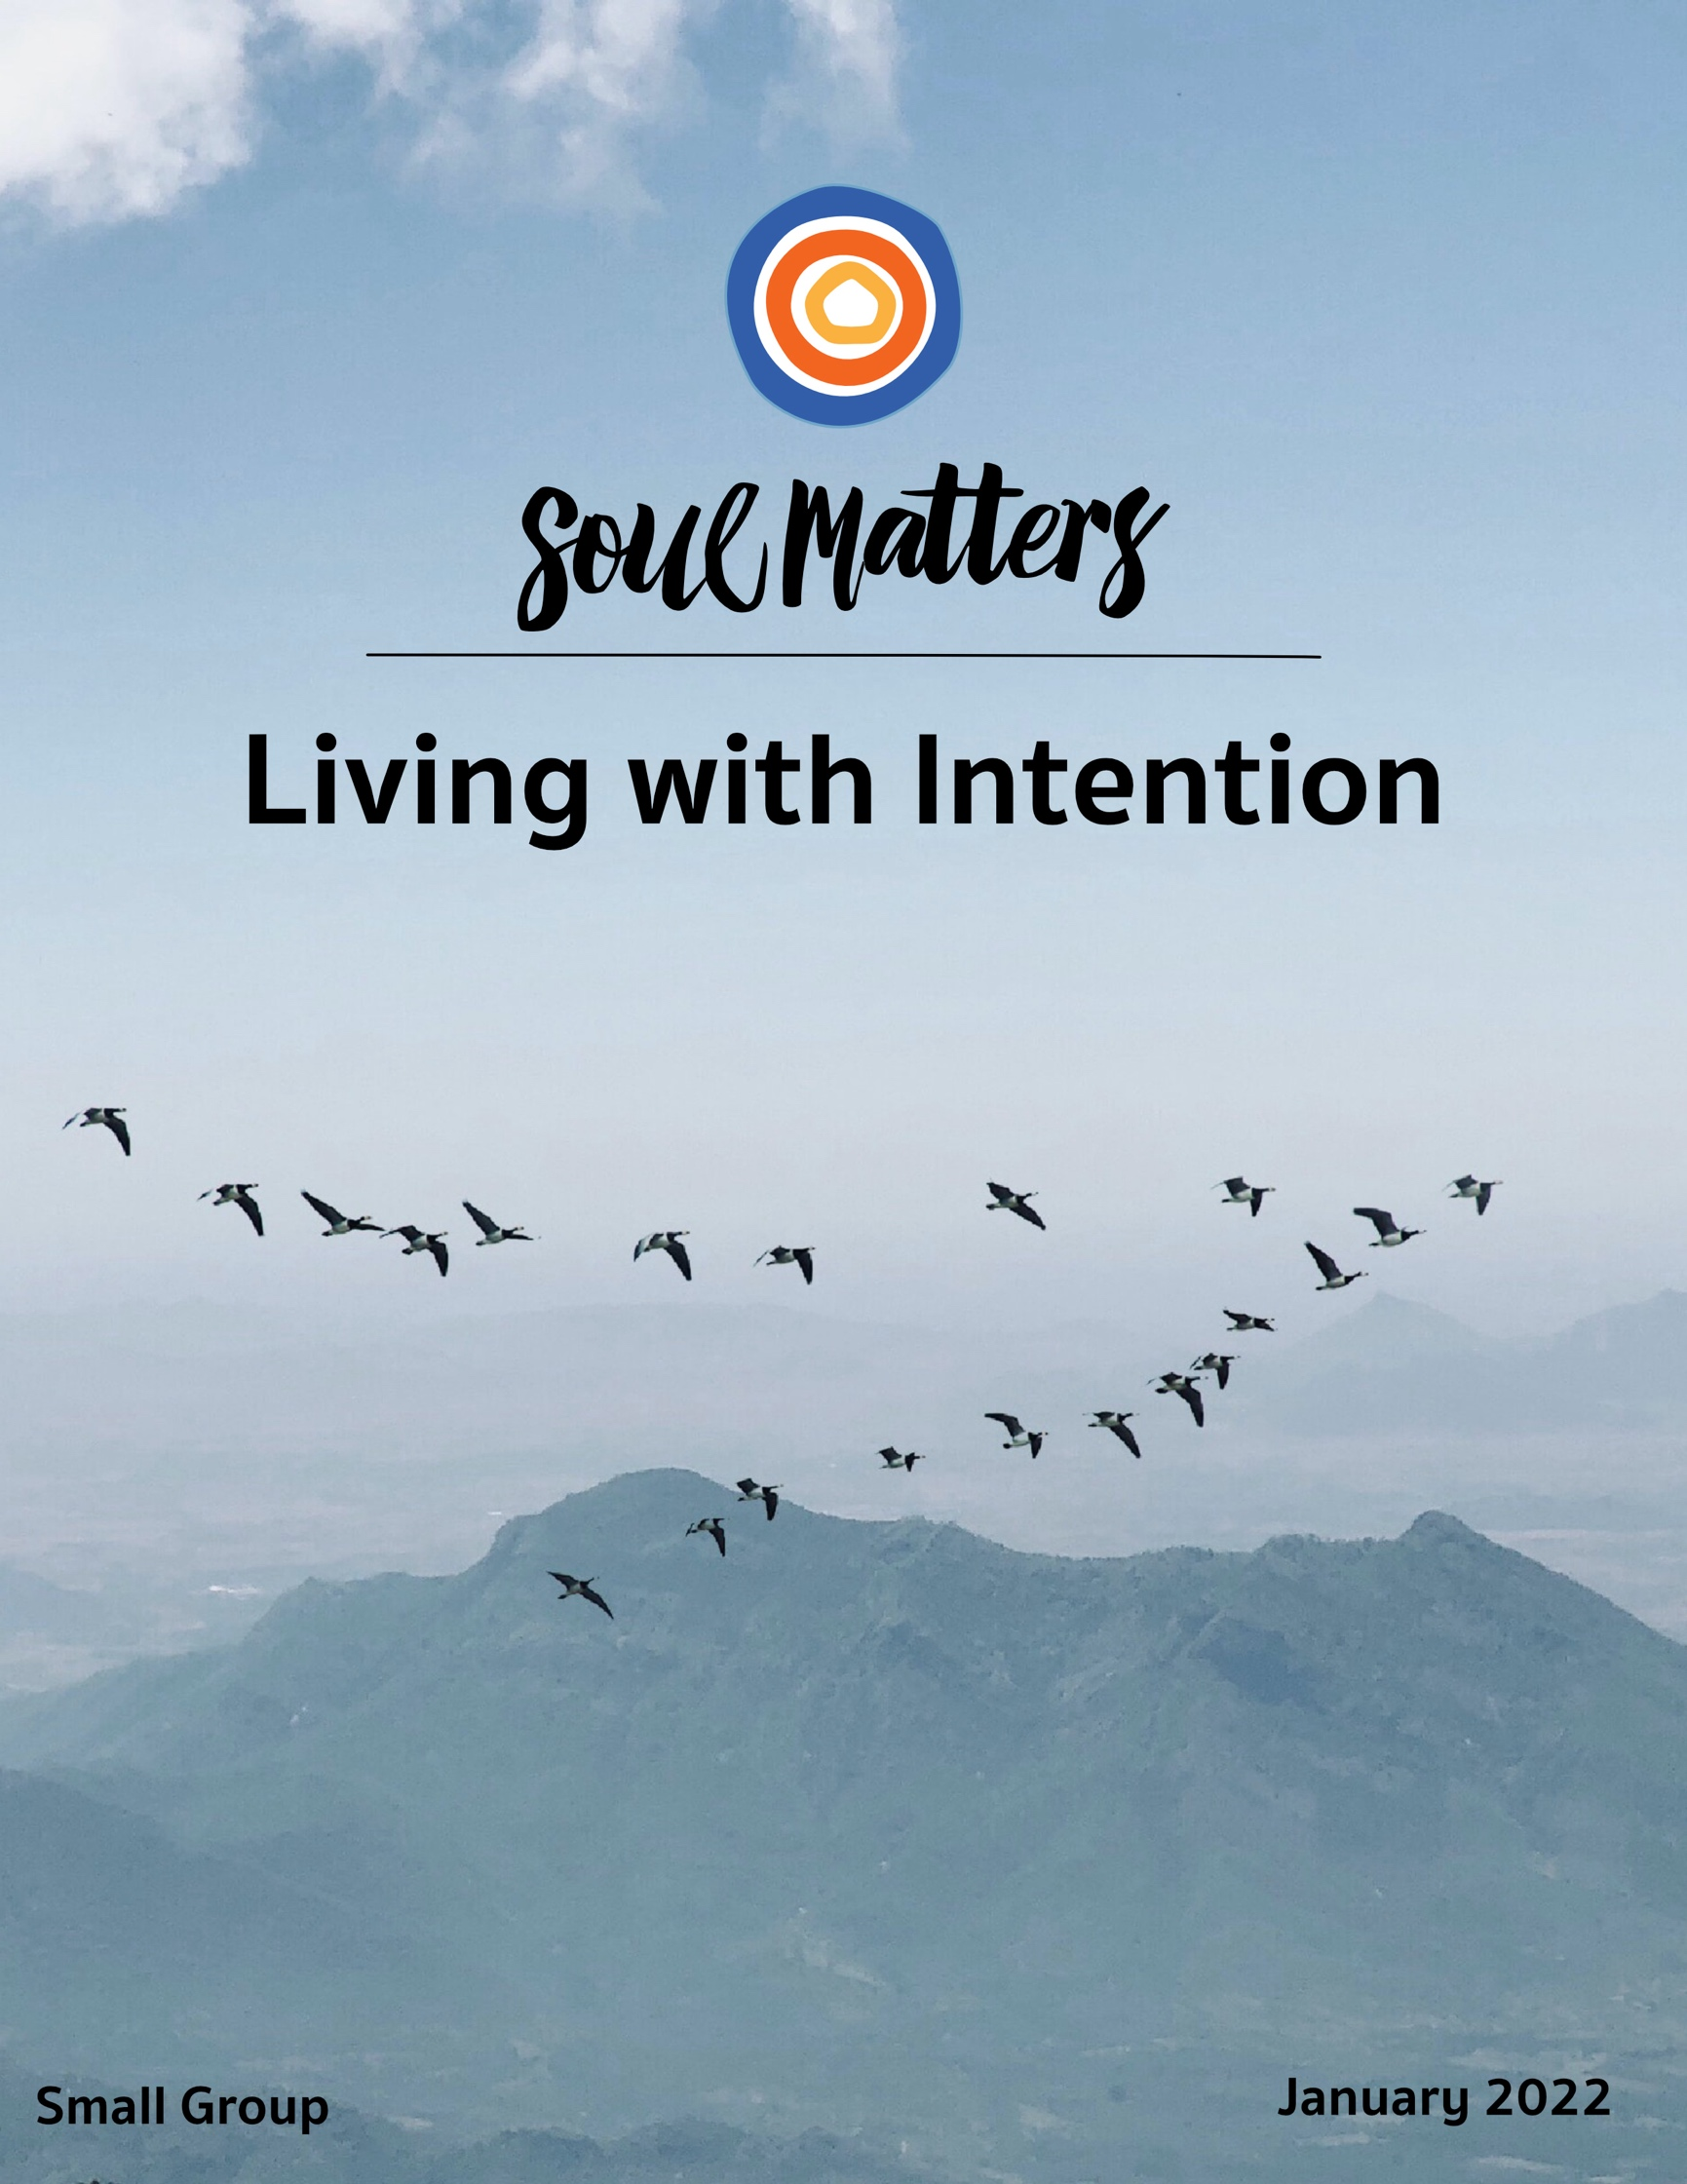 Soul Matters
Living with Intention
Small Group
January 2022